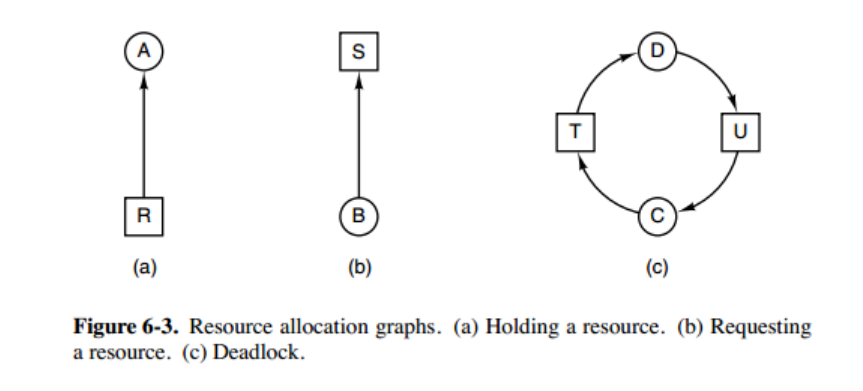 A
S
D
T
U
R
B
C
(a)
(b)
(c)
Figure 6-3. Resource allocation graphs. (a) Holding a resource. (b) Requesting
a resource. (c) Deadlock.